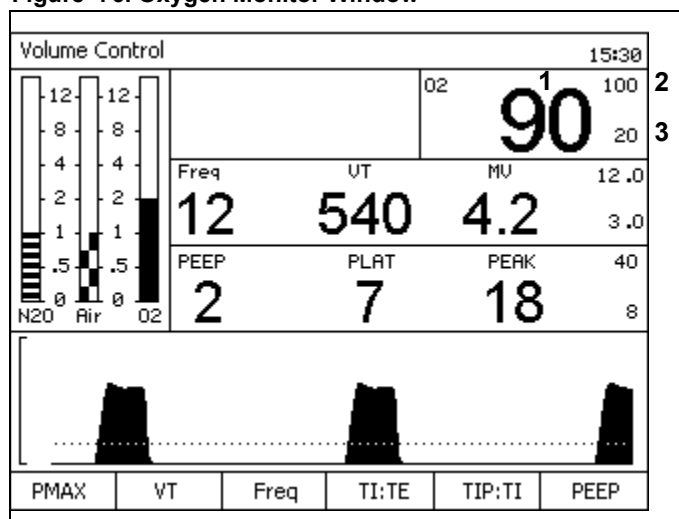 Oxygen Monitor Window
Volume Control 15:30
12 12
8 8
4 4
2 2
1 1
.5 .5
0 0
N2O Air O2
O2 90 1 100 2
20 3
Freq VT MV 12.0
12 540 4.2 3.0
PEEP PLAT PEAK 40
2 7 18 8
PMAX VT Freq TI:TE TIP:TI PEEP